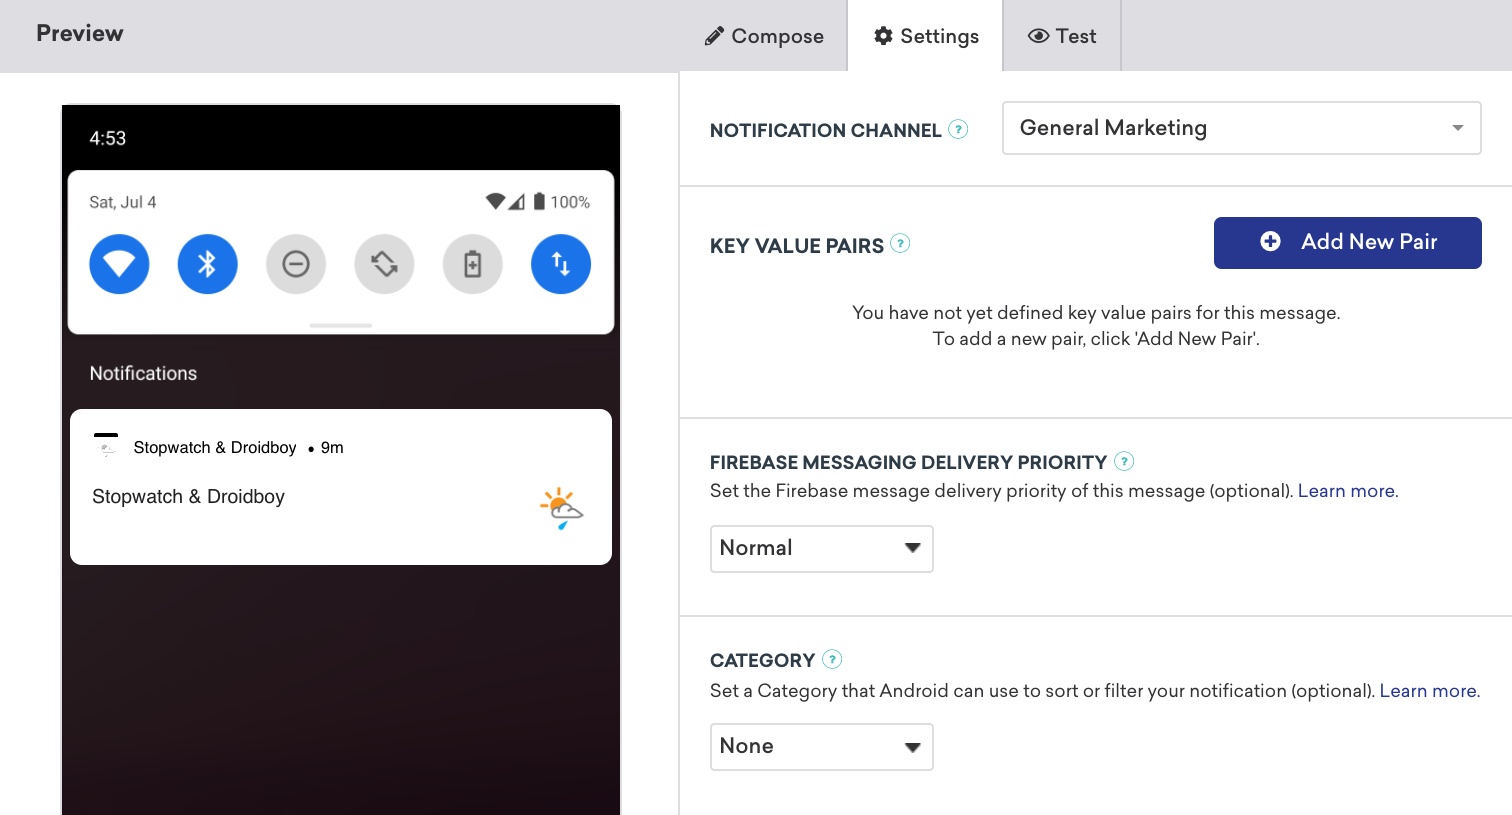 Preview
Compose
Settings
Test
4:53
Sat, Jul 4
100%
Notifications
Stopwatch & Droidboy • 9m
Stopwatch & Droidboy
NOTIFICATION CHANNEL ?
General Marketing
KEY VALUE PAIRS ?
Add New Pair
You have not yet defined key value pairs for this message.
To add a new pair, click 'Add New Pair'.
FIREBASE MESSAGING DELIVERY PRIORITY ?
Set the Firebase message delivery priority of this message (optional). Learn more.
Normal
CATEGORY ?
Set a Category that Android can use to sort or filter your notification (optional). Learn more.
None